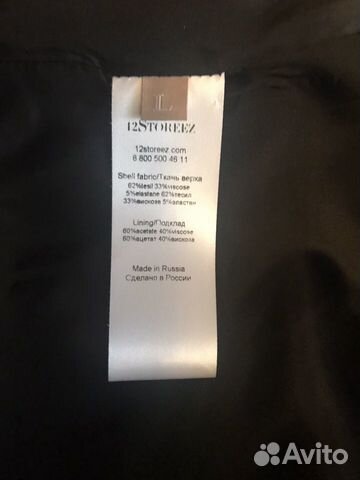 L
12STOREEZ
12storeez.com
8 800 500 46 11
Shell fabric/Ткань верха
62%tesil 33%viscose
5%elastane 62%тесил
33%вискоза 5%эластан
Lining/Подклад
60%acetate 40%viscose
60%ацетат 40%вискоза
Made in Russia
Сделано в России
Avito